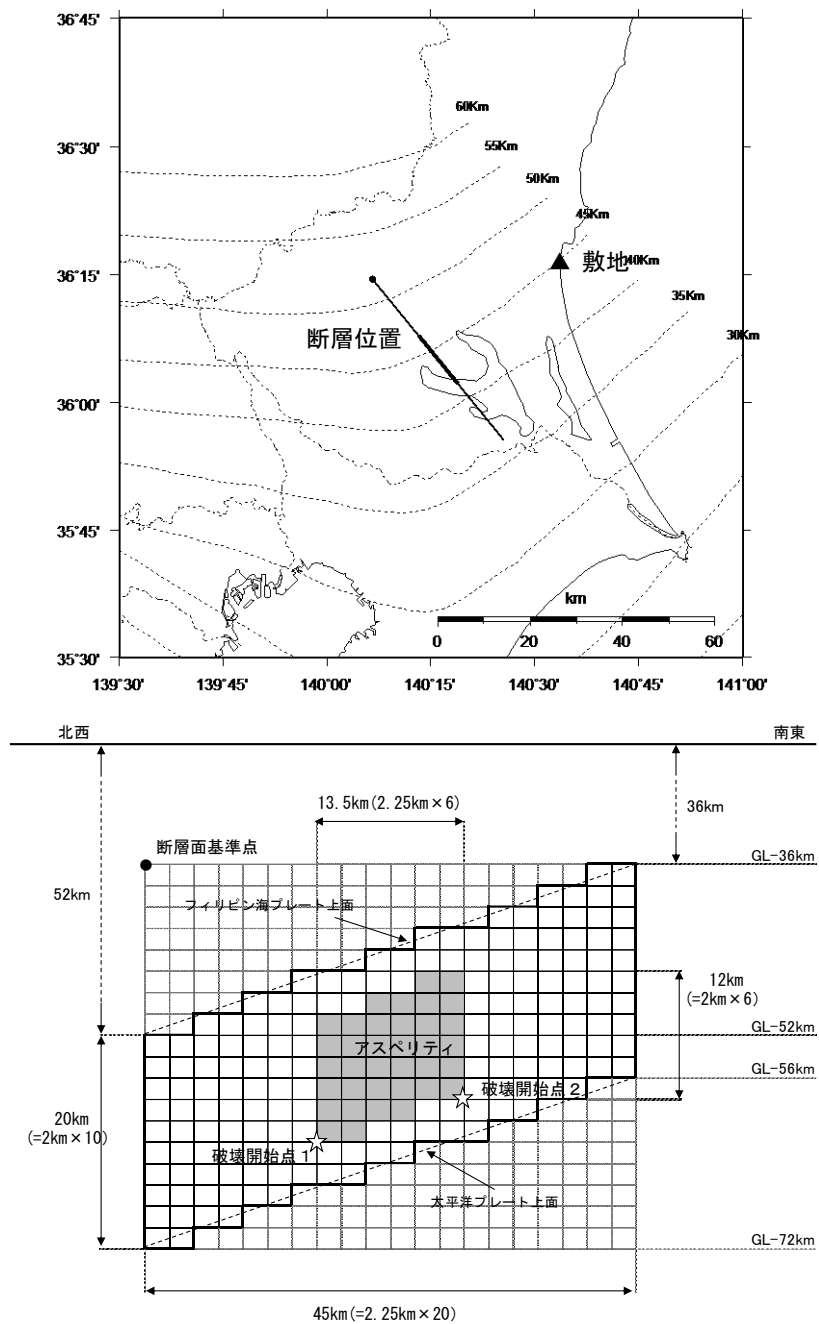 36°45'
60Km
36°30'
55Km
50Km
45Km
敷地
40Km
36°15'
35Km
断層位置
30Km
36°00'
35°45'
km
0 20 40 60
35°30'
139°30' 139°45' 140°00' 140°15' 140°30' 140°45' 141°00'
北西
南東
13.5km(2.25km×6)
36km
断層面基準点
GL-36km
52km
フィリピン海プレート上面
12km
(=2km×6)
GL-52km
アスペリティ
GL-56km
破壊開始点2
20km
(=2km×10)
破壊開始点1
太平洋プレート上面
GL-72km
45km(=2.25km×20)